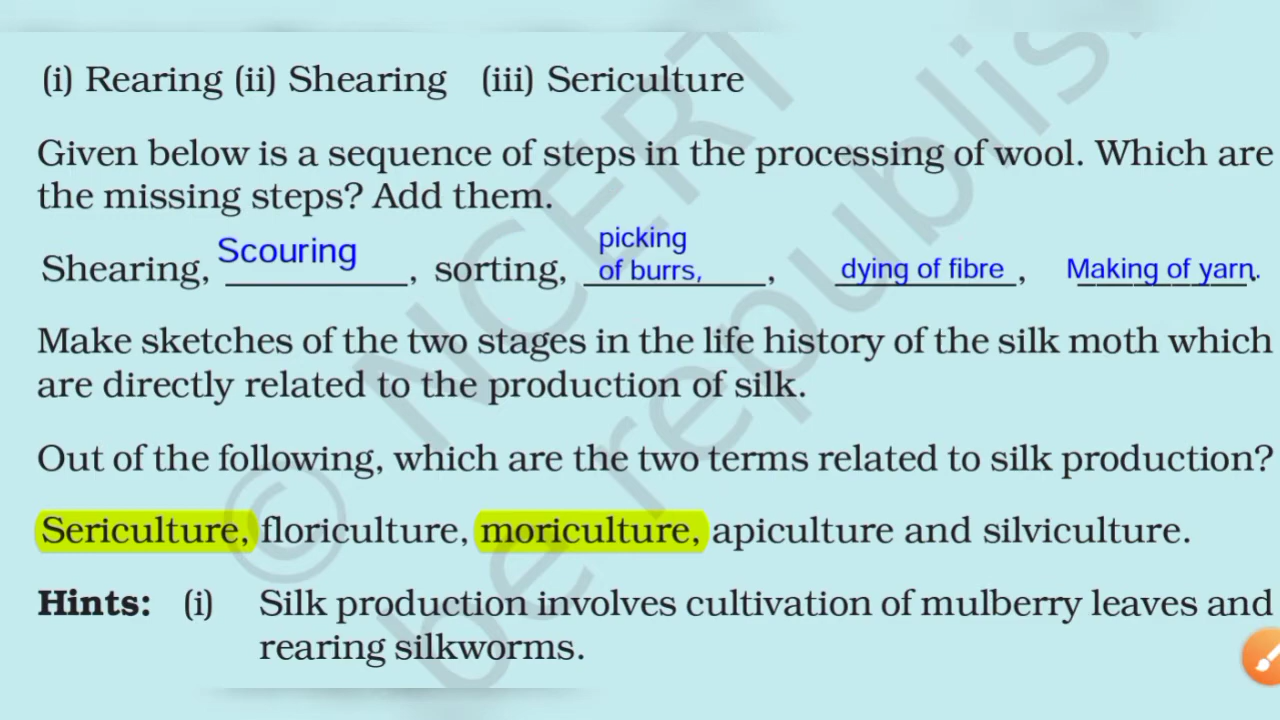 (i) Rearing (ii) Shearing (iii) Sericulture
Given below is a sequence of steps in the processing of wool. Which are
the missing steps? Add them.
Shearing, Scouring, sorting, picking of burrs, , dying of fibre, Making of yarn.
Make sketches of the two stages in the life history of the silk moth which
are directly related to the production of silk.
Out of the following, which are the two terms related to silk production?
Sericulture, floriculture, moriculture, apiculture and silviculture.
Hints: (i) Silk production involves cultivation of mulberry leaves and
rearing silkworms.
© NCERT
be republis